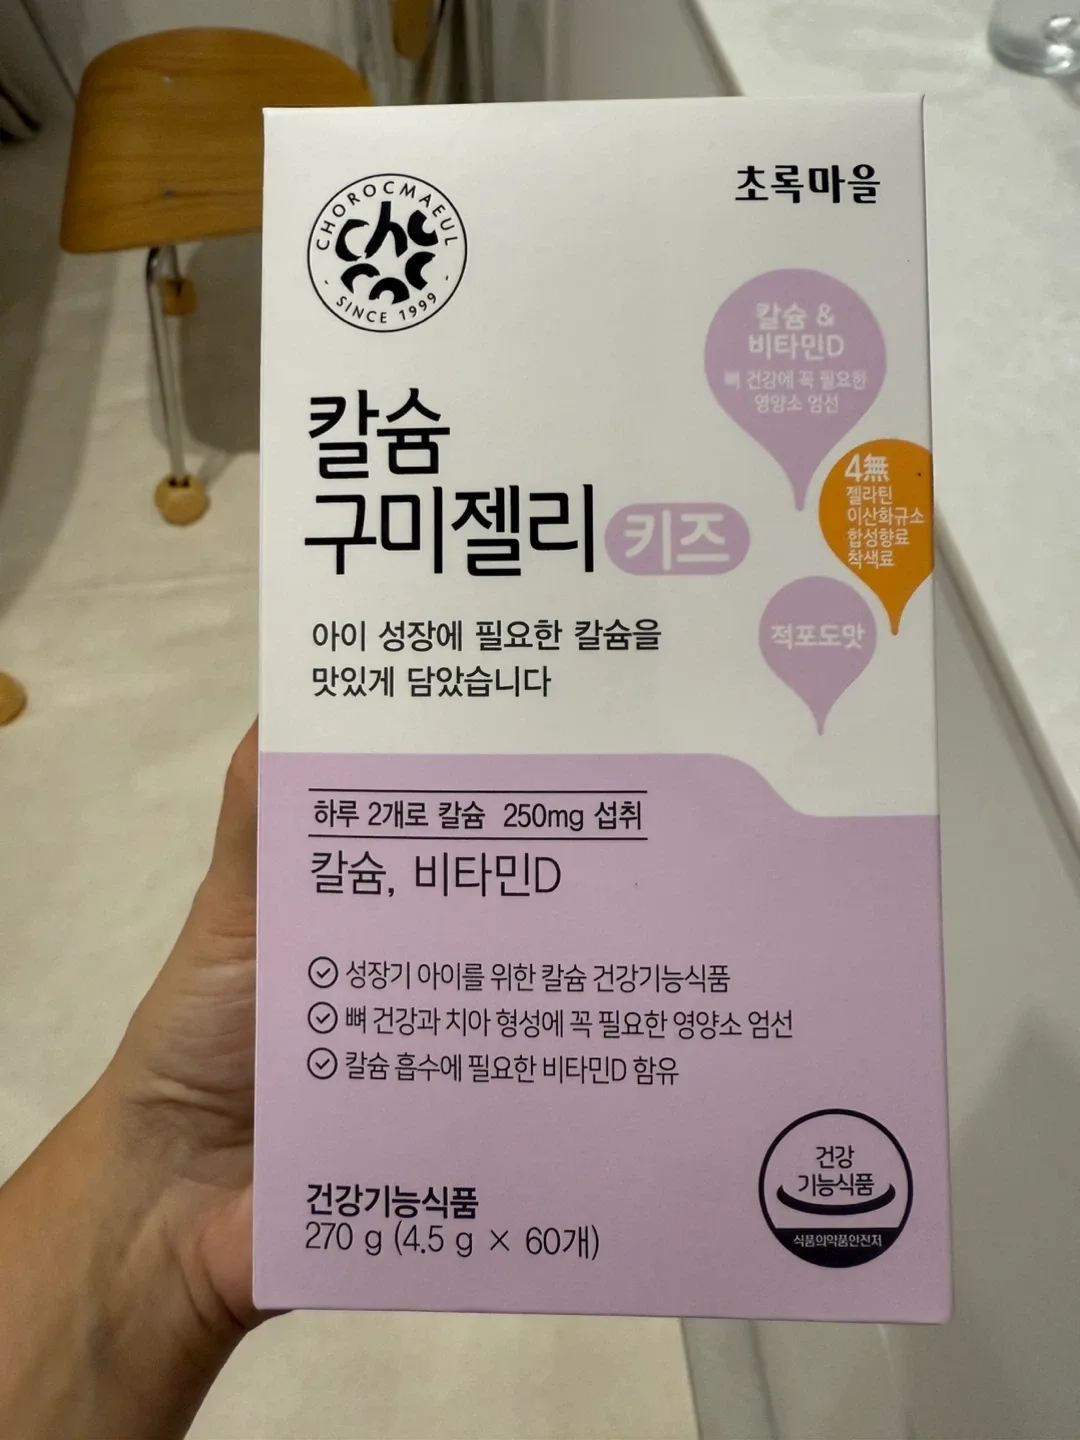 초록마을
CHOROCMAEUL
- SINCE 1999 -
칼슘 &
비타민D
뼈 건강에 꼭 필요한
영양소 엄선
칼슘
구미젤리 키즈
4無
젤라틴
이산화규소
합성향료
착색료
적포도맛
아이 성장에 필요한 칼슘을
맛있게 담았습니다
하루 2개로 칼슘 250mg 섭취
칼슘, 비타민D
성장기 아이를 위한 칼슘 건강기능식품
뼈 건강과 치아 형성에 꼭 필요한 영양소 엄선
칼슘 흡수에 필요한 비타민D 함유
건강
기능식품
식품의약품안전처
건강기능식품
270 g (4.5 g × 60개)